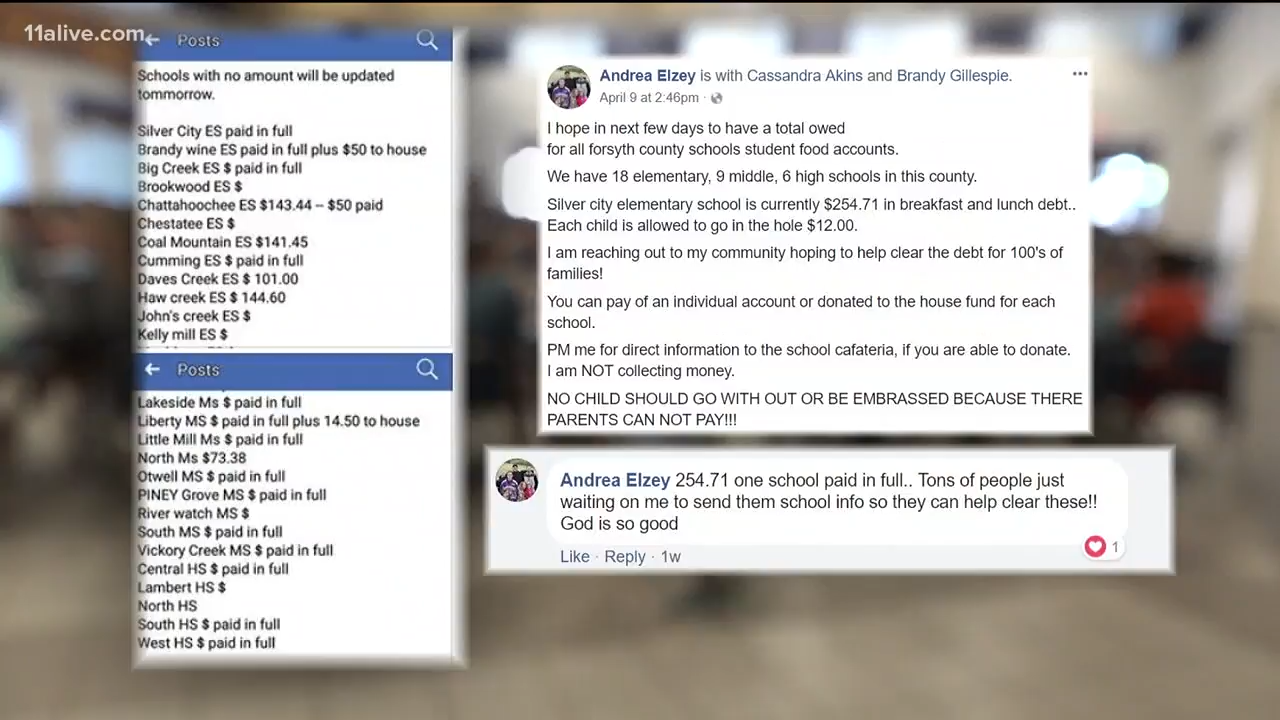 11alive.com
Posts
Schools with no amount will be updated
tommorrow.
Silver City ES paid in full
Brandy wine ES paid in full plus $50 to house
Big Creek ES $ paid in full
Brookwood ES $
Chattahoochee ES $143.44 -- $50 paid
Chestatee ES $
Coal Mountain ES $141.45
Cumming ES $ paid in full
Daves Creek ES $ 101.00
Haw creek ES $ 144.60
John's creek ES $
Kelly mill ES $
Posts
Lakeside Ms $ paid in full
Liberty MS $ paid in full plus 14.50 to house
Little Mill Ms $ paid in full
North Ms $73.38
Otwell MS $ paid in full
PINEY Grove MS $ paid in full
River watch MS $
South MS $ paid in full
Vickory Creek MS $ paid in full
Central HS $ paid in full
Lambert HS $
North HS
South HS $ paid in full
West HS $ paid in full
Andrea Elzey is with Cassandra Akins and Brandy Gillespie.
April 9 at 2:46pm ·
I hope in next few days to have a total owed
for all forsyth county schools student food accounts.
We have 18 elementary, 9 middle, 6 high schools in this county.
Silver city elementary school is currently $254.71 in breakfast and lunch debt..
Each child is allowed to go in the hole $12.00.
I am reaching out to my community hoping to help clear the debt for 100's of
families!
You can pay of an individual account or donated to the house fund for each
school.
PM me for direct information to the school cafeteria, if you are able to donate.
I am NOT collecting money.
NO CHILD SHOULD GO WITH OUT OR BE EMBRASSED BECAUSE THERE
PARENTS CAN NOT PAY!!!
Andrea Elzey 254.71 one school paid in full.. Tons of people just
waiting on me to send them school info so they can help clear these!!
God is so good
Like · Reply · 1w
1